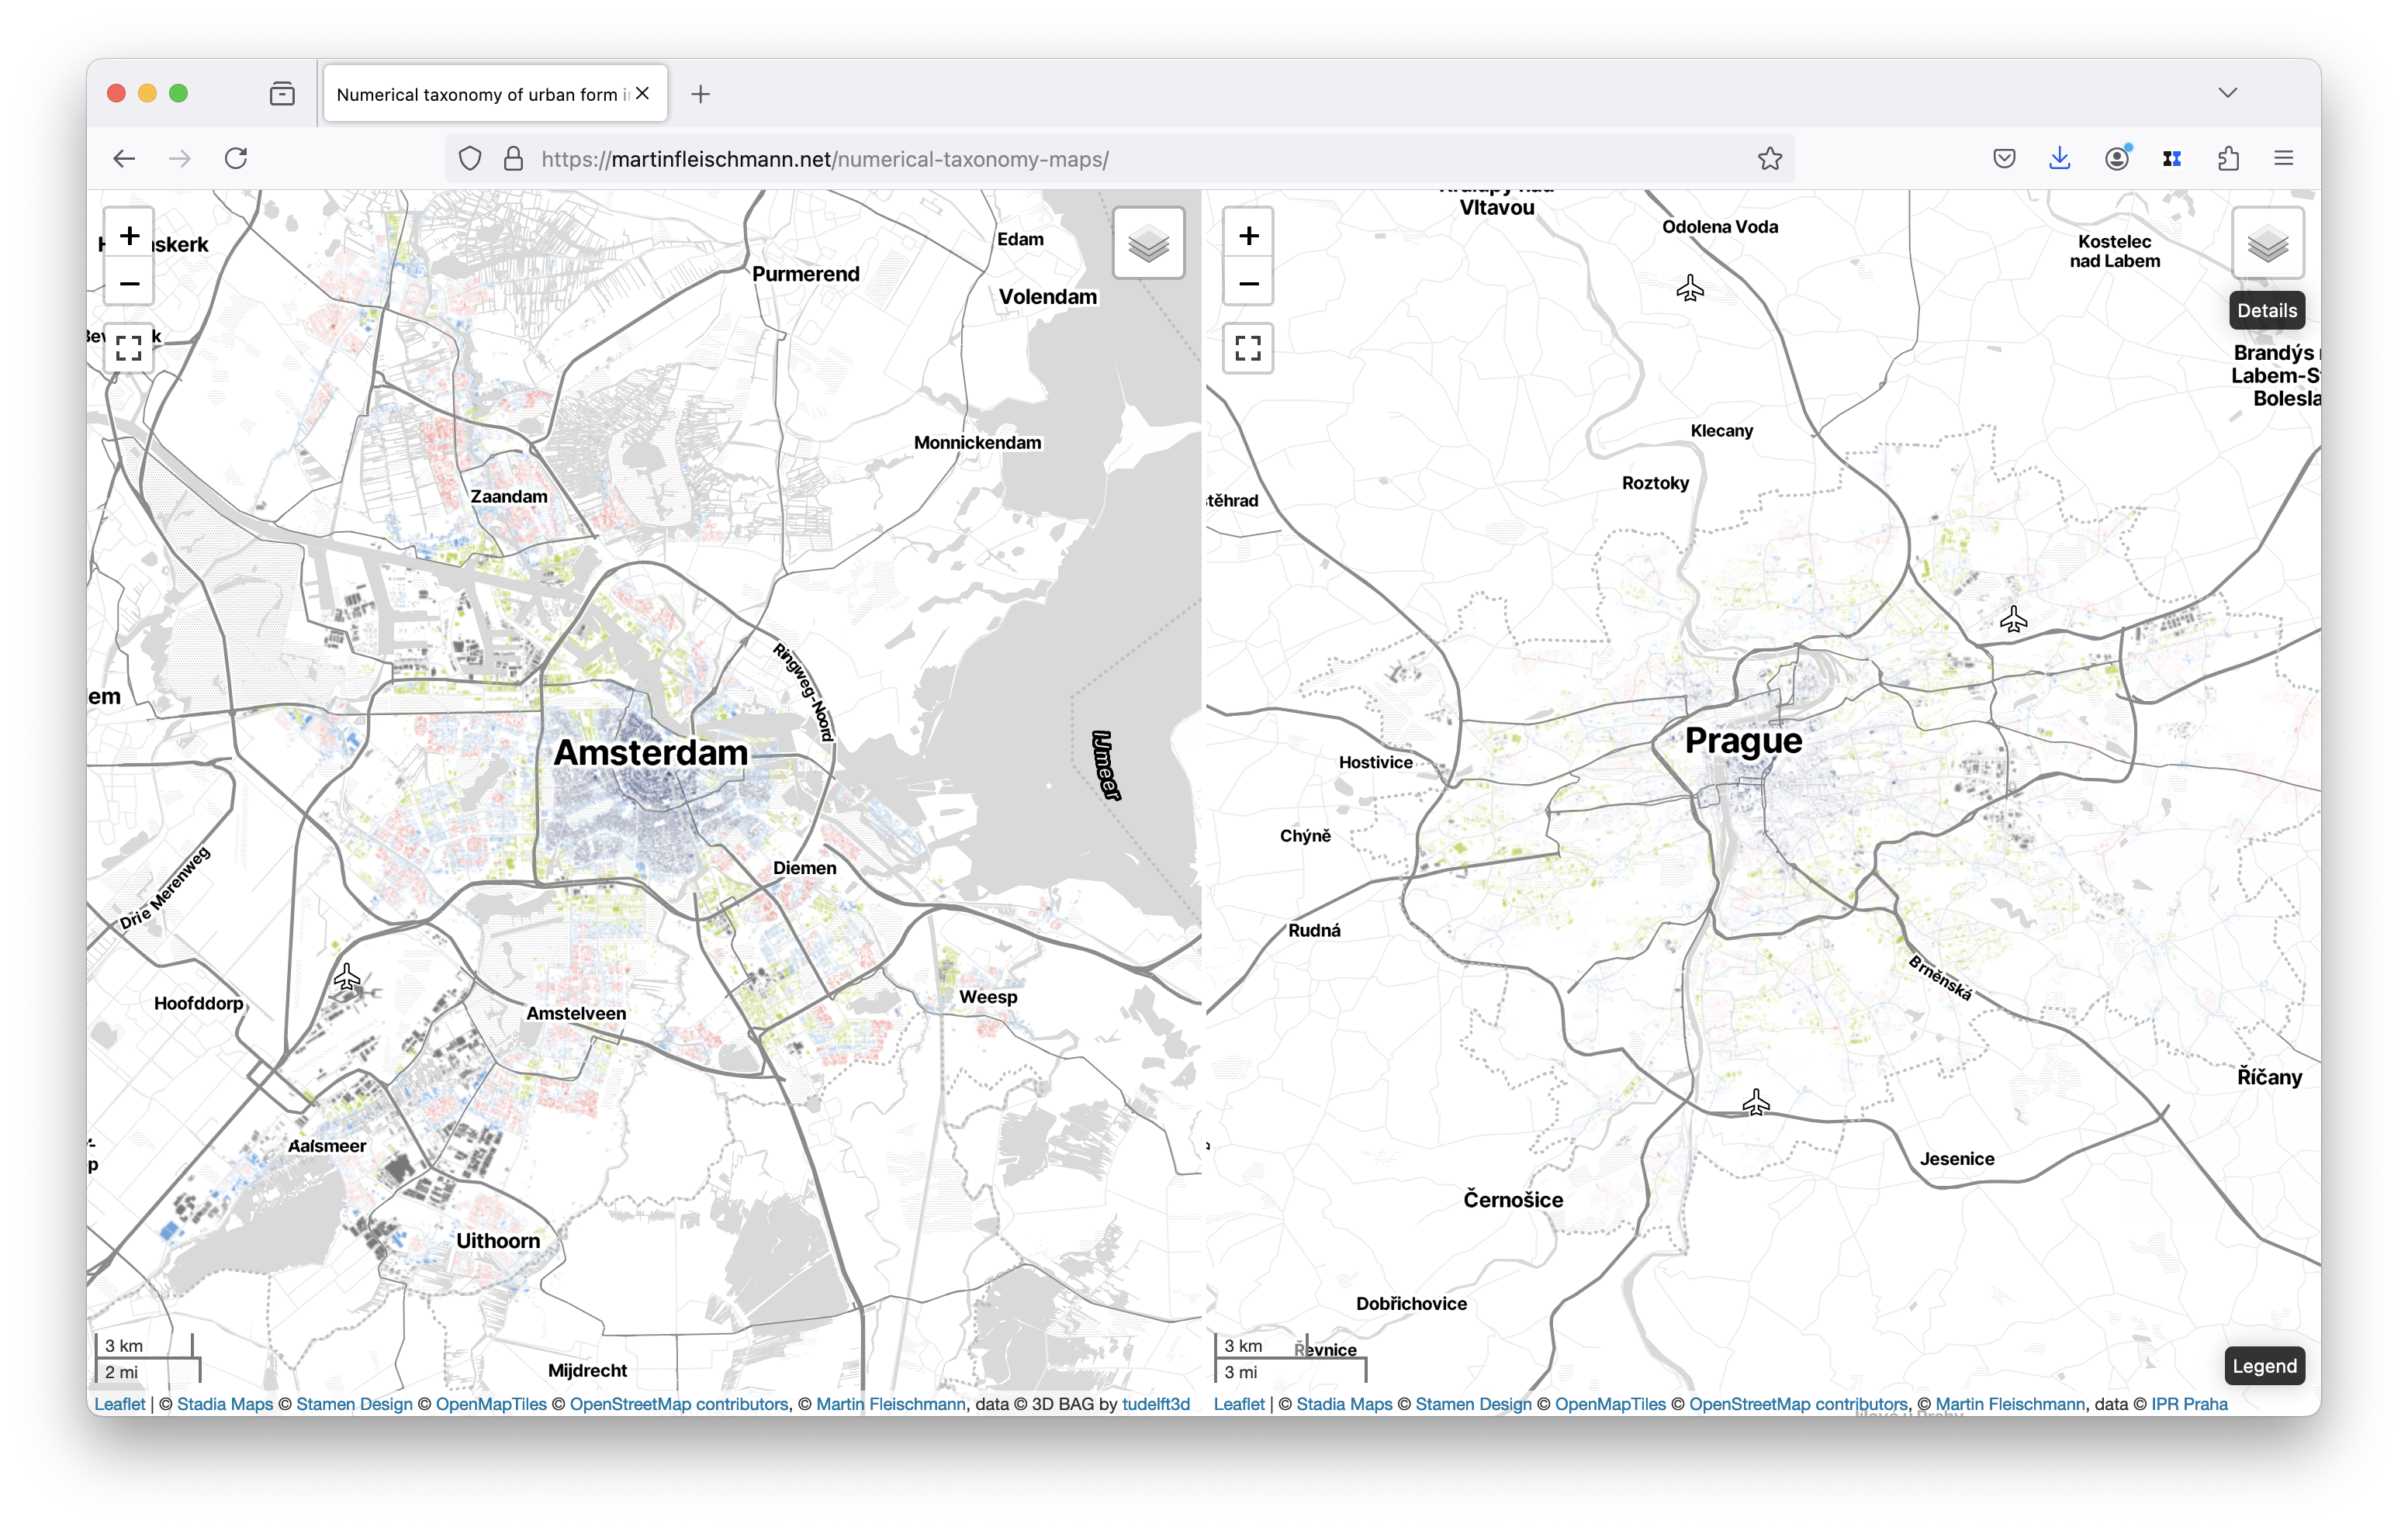 Numerical taxonomy of urban form i
https://martinfleischmann.net/numerical-taxonomy-maps/
+
−
skerk
Edam
Purmerend
Volendam
Monnickendam
Zaandam
Ringweg-Noord
em
Amsterdam
IJmeer
Diemen
Drie Merenweg
Hoofddorp
Weesp
Amstelveen
Aalsmeer
p
Uithoorn
Mijdrecht
3 km
2 mi
Leaflet | © Stadia Maps © Stamen Design © OpenMapTiles © OpenStreetMap contributors, © Martin Fleischmann, data © 3D BAG by tudelft3d
+
−
Vltavou
Odolena Voda
Kostelec
nad Labem
Details
Brandýs
Labem-S
Bolesla
Klecany
Roztoky
těhrad
Prague
Hostivice
Chýně
Rudná
Brněnská
Říčany
Jesenice
Černošice
Dobřichovice
Řevnice
3 km
3 mi
Legend
Leaflet | © Stadia Maps © Stamen Design © OpenMapTiles © OpenStreetMap contributors, © Martin Fleischmann, data © IPR Praha